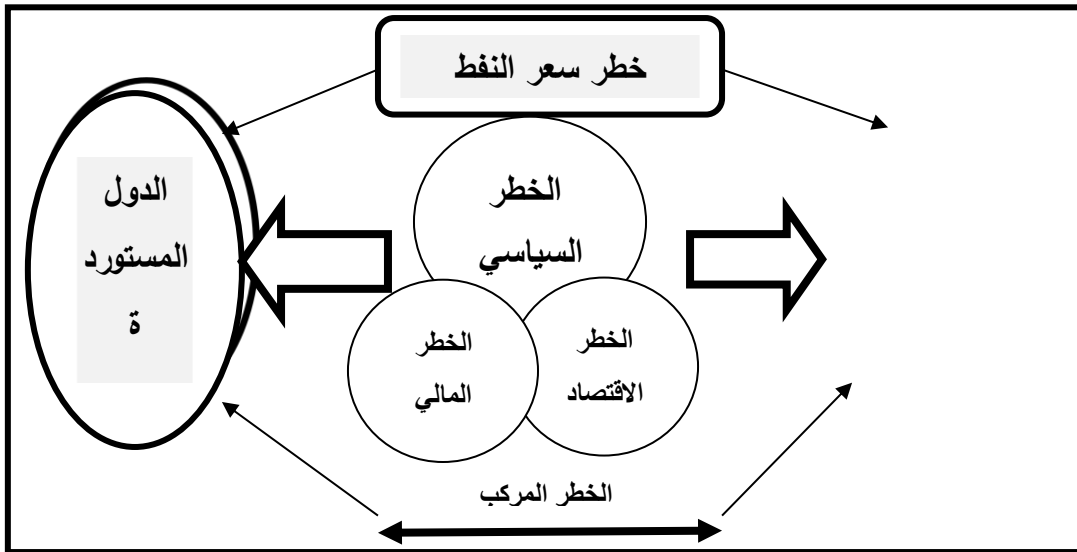 خطر سعر النفط
الدول
المستورد
ة
الخطر
السياسي
الخطر
الاقتصاد
الخطر
المالي
الخطر المركب